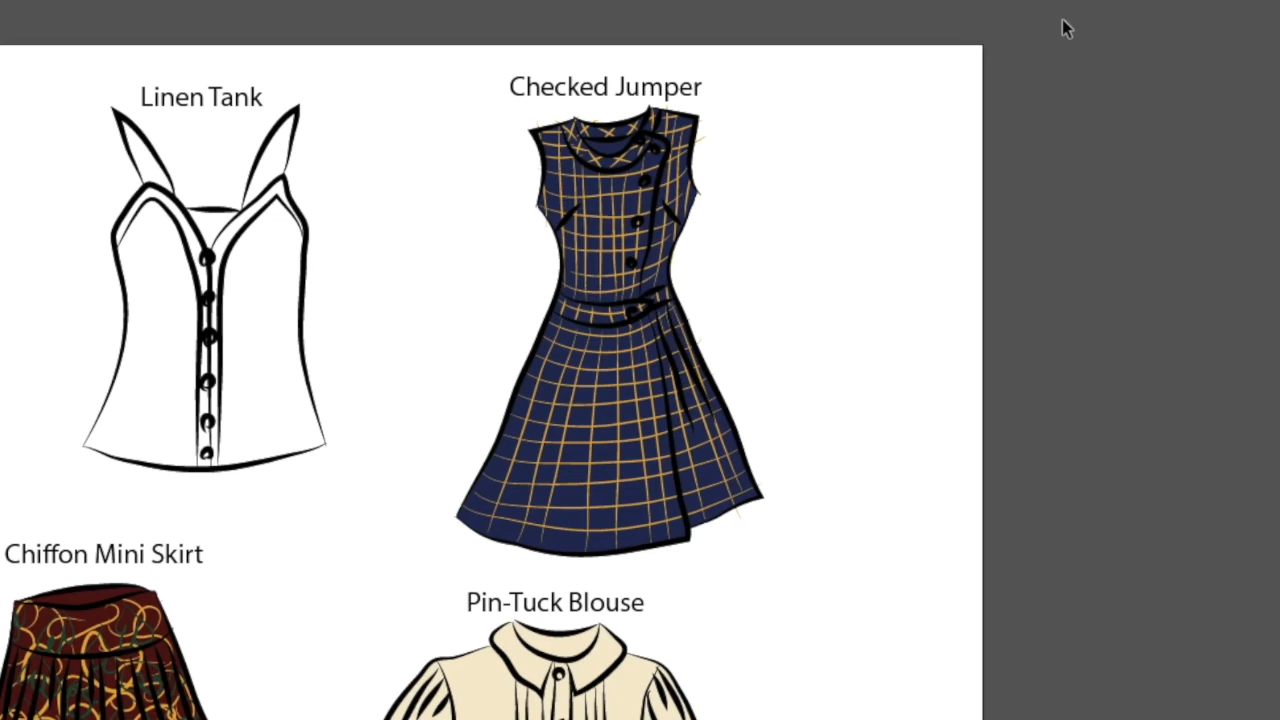 Linen Tank
Checked Jumper
Chiffon Mini Skirt
Pin-Tuck Blouse